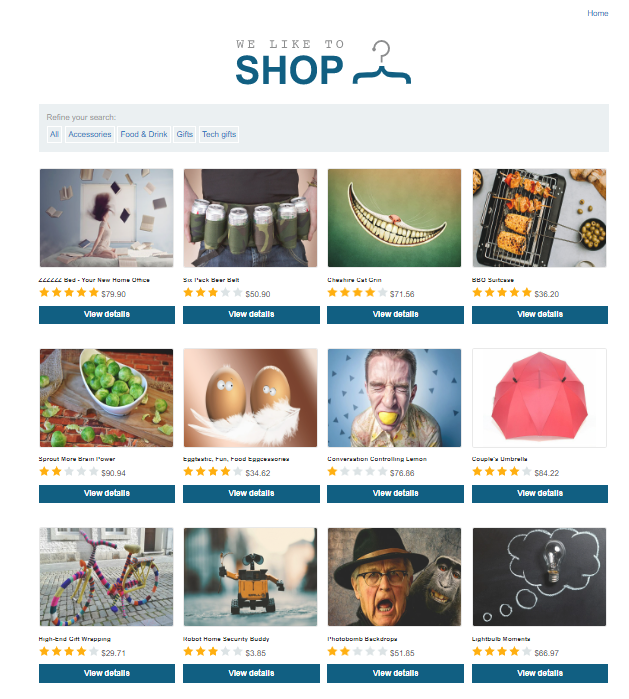 Home
WE LIKE TO
SHOP
Refine your search:
All Accessories Food & Drink Gifts Tech gifts
ZZZZZZ Bed - Your New Home Office
$79.90
View details
Six Pack Beer Belt
$50.90
View details
Cheshire Cat Grin
$71.56
View details
BBQ Suitcase
$36.20
View details
Sprout More Brain Power
$90.94
View details
Eggtastic, Fun, Food Eggcessories
$34.62
View details
Conversation Controlling Lemon
$76.86
View details
Couple's Umbrella
$84.22
View details
High-End Gift Wrapping
$29.71
View details
Robot Home Security Buddy
$3.85
View details
Photobomb Backdrops
$51.85
View details
Lightbulb Moments
$66.97
View details